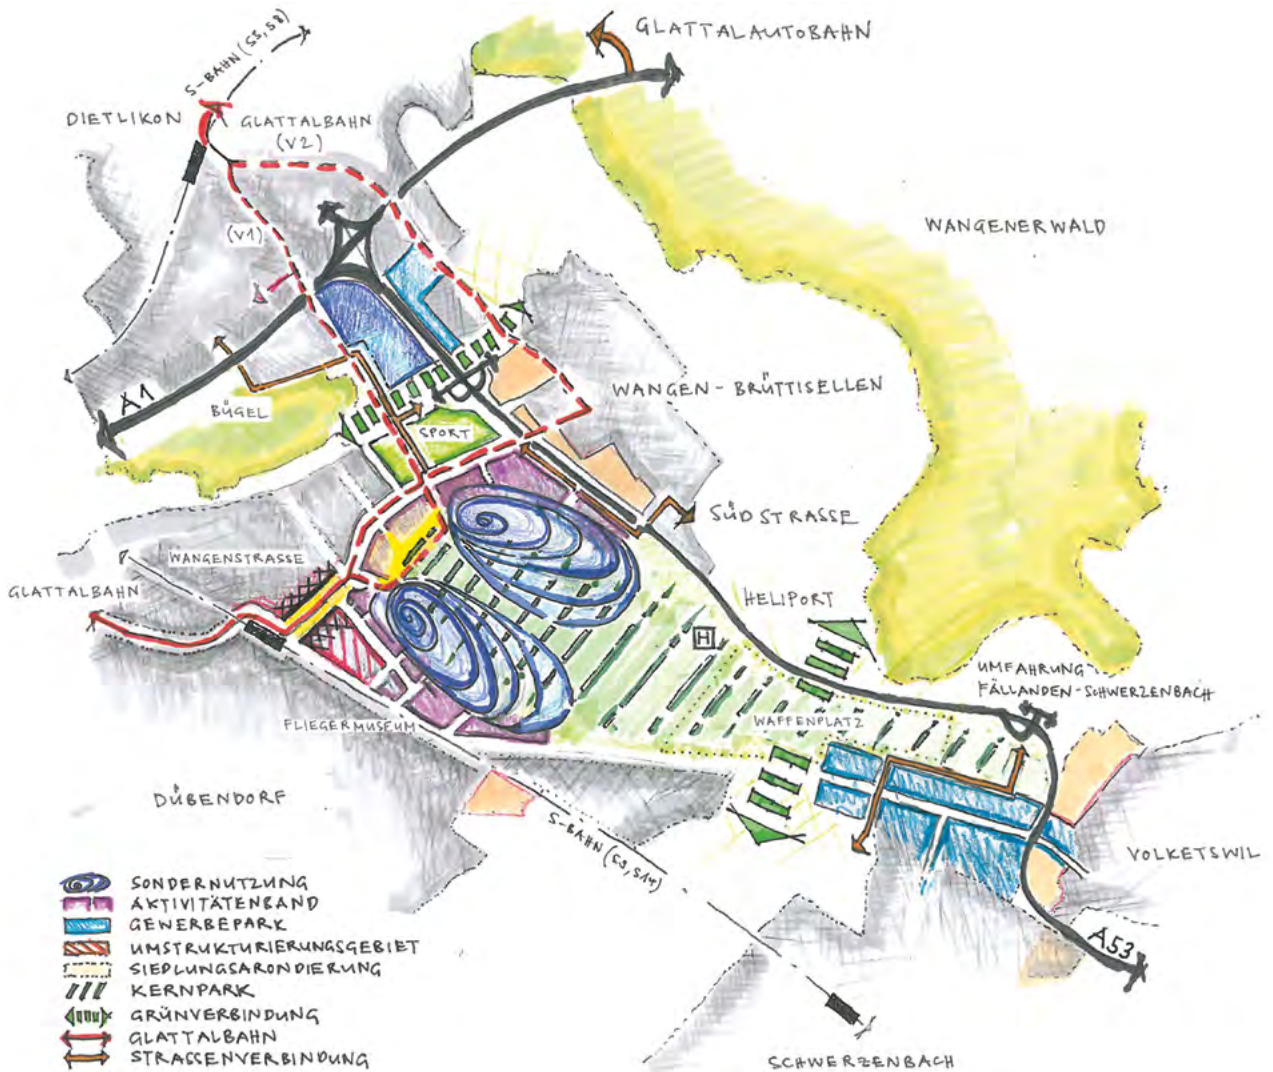 GLATTALAUTOBAHN
S-BAHN (S3, S8)
DIETLIKON
GLATTALBAHN
(V2)
(V1)
WANGENERWALD
A1
BÜGEL
WANGEN-BRÜTTISELLEN
SPORT
SÜDSTRASSE
WANGENSTRASSE
GLATTALBAHN
HELIPORT
H
UMFAHRUNG
FÄLLANDEN-SCHWERZENBACH
FLIEGERMUSEUM
WAFFENPLATZ
DÜBENDORF
S-BAHN (S9, S14)
VOLKETSWIL
A53
SONDERNUTZUNG
AKTIVITÄTENBAND
GEWERBEPARK
UMSTRUKTURIERUNGSGEBIET
SIEDLUNGSARONDIERUNG
KERNPARK
GRÜNVERBINDUNG
GLATTALBAHN
STRASSENVERBINDUNG
SCHWERZENBACH